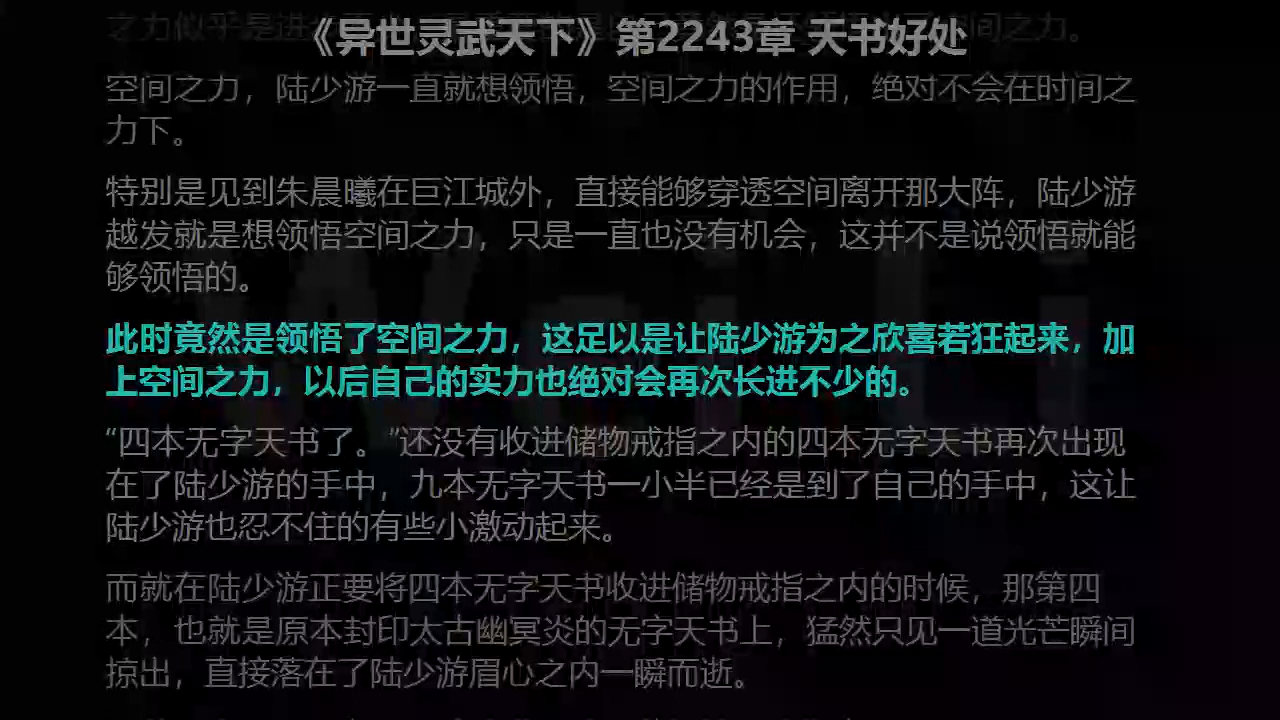 之力似乎是进
间之力。
《异世灵武天下》第2243章 天书好处
空间之力，陆少游一直就想领悟，空间之力的作用，绝对不会在时间之
力下。
特别是见到朱晨曦在巨江城外，直接能够穿透空间离开那大阵，陆少游
越发就是想领悟空间之力，只是一直也没有机会，这并不是说领悟就能
够领悟的。
此时竟然是领悟了空间之力，这足以是让陆少游为之欣喜若狂起来，加
上空间之力，以后自己的实力也绝对会再次长进不少的。
“四本无字天书了。”还没有收进储物戒指之内的四本无字天书再次出现
在了陆少游的手中，九本无字天书一小半已经是到了自己的手中，这让
陆少游也忍不住的有些小激动起来。
而就在陆少游正要将四本无字天书收进储物戒指之内的时候，那第四
本，也就是原本封印太古幽冥炎的无字天书上，猛然只见一道光芒瞬间
掠出，直接落在了陆少游眉心之内一瞬而逝。